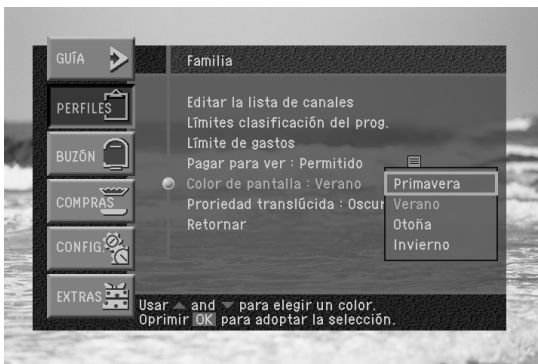 GUÍA
PERFILES
BUZÓN
COMPRAS
CONFIG.
EXTRAS
Familia
Editar la lista de canales
Límites clasificación del prog.
Límite de gastos
Pagar para ver : Permitido
Color de pantalla : Verano
Proriedad translúcida : Oscur
Retornar
Primavera
Verano
Otoña
Invierno
Usar and para elegir un color.
Oprimir OK para adoptar la selección.